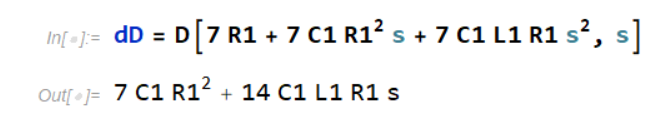 In[•]:= dD = D[7 R1 + 7 C1 R1² s + 7 C1 L1 R1 s², s]
Out[•]= 7 C1 R1² + 14 C1 L1 R1 s